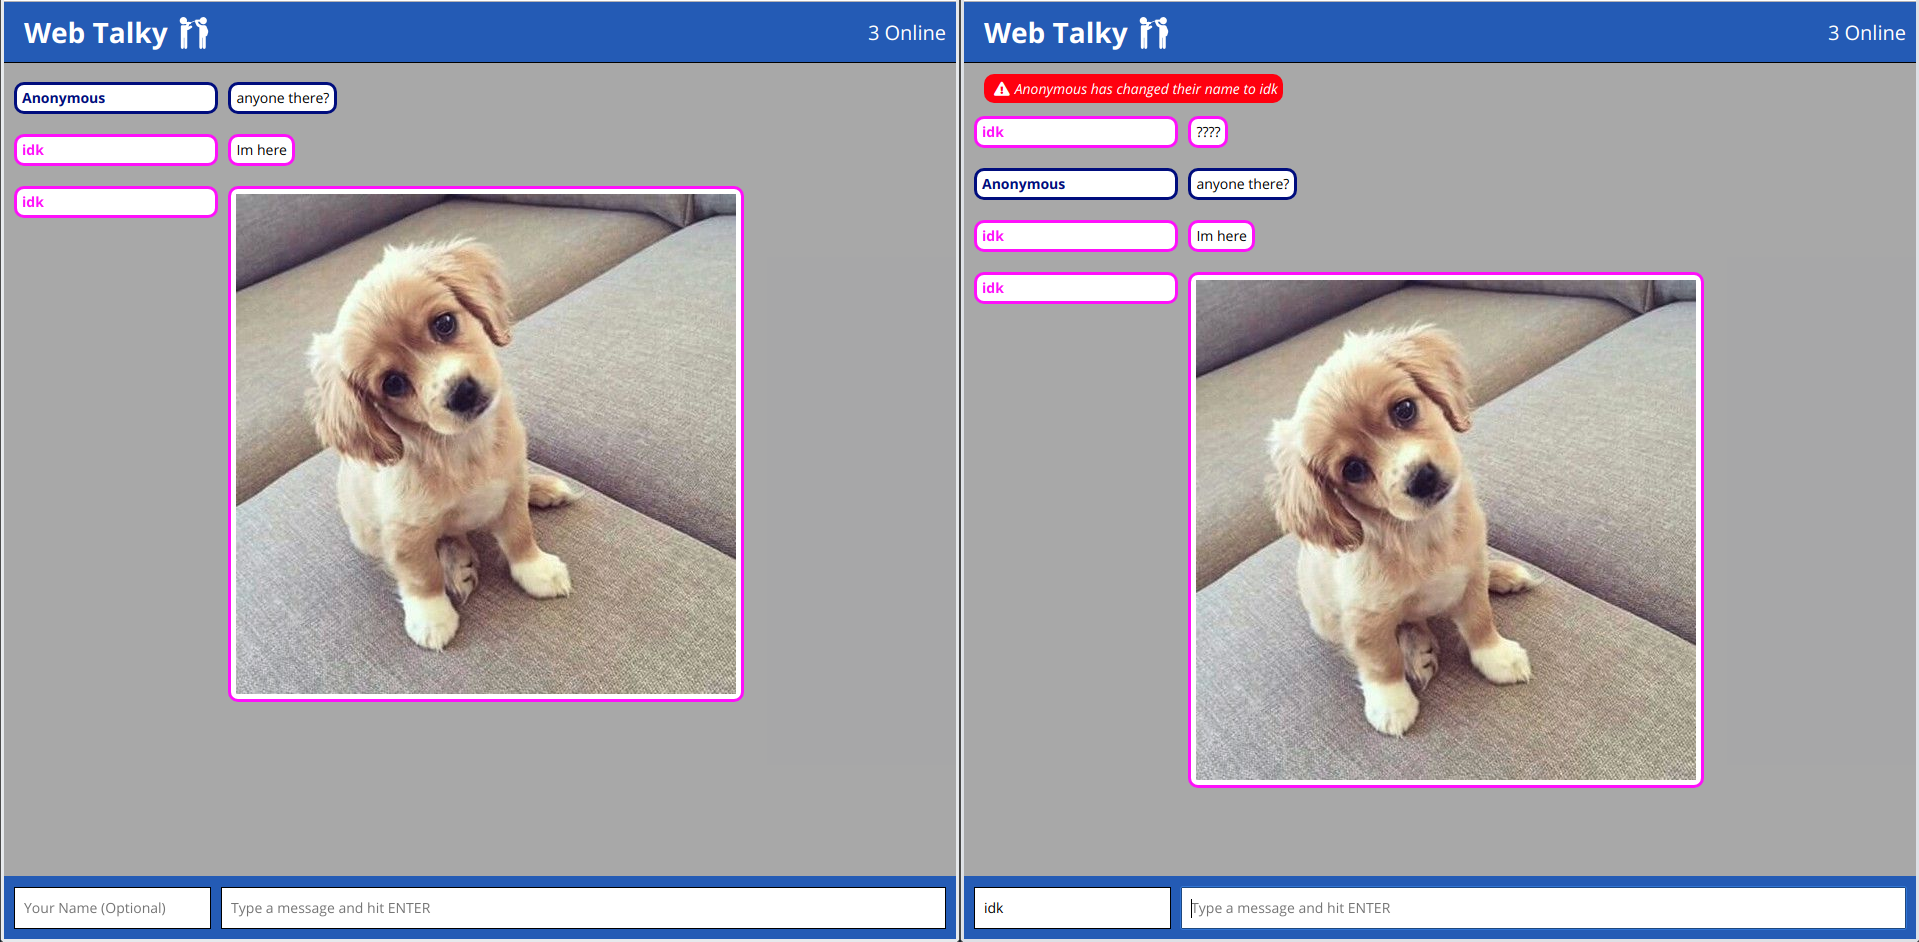 Web Talky
3 Online
Anonymous
anyone there?
idk
Im here
idk
Your Name (Optional)
Type a message and hit ENTER
Web Talky
3 Online
Anonymous has changed their name to idk
idk
????
Anonymous
anyone there?
idk
Im here
idk
idk
Type a message and hit ENTER